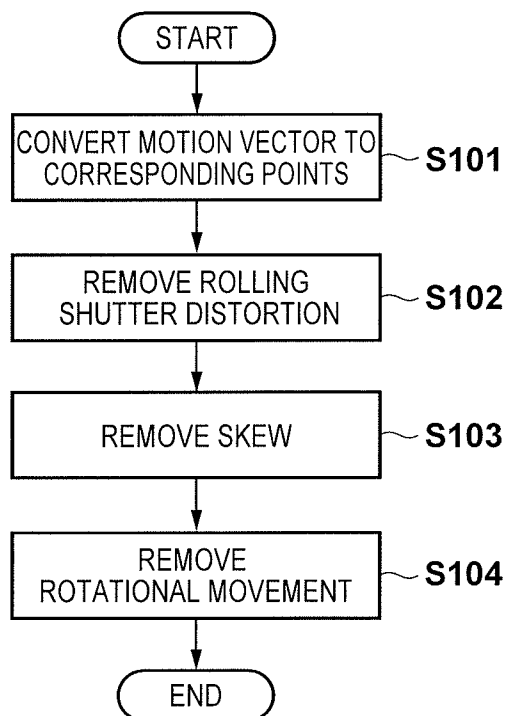 START
CONVERT MOTION VECTOR TO
CORRESPONDING POINTS
S101
REMOVE ROLLING
SHUTTER DISTORTION
S102
REMOVE SKEW
S103
REMOVE
ROTATIONAL MOVEMENT
S104
END